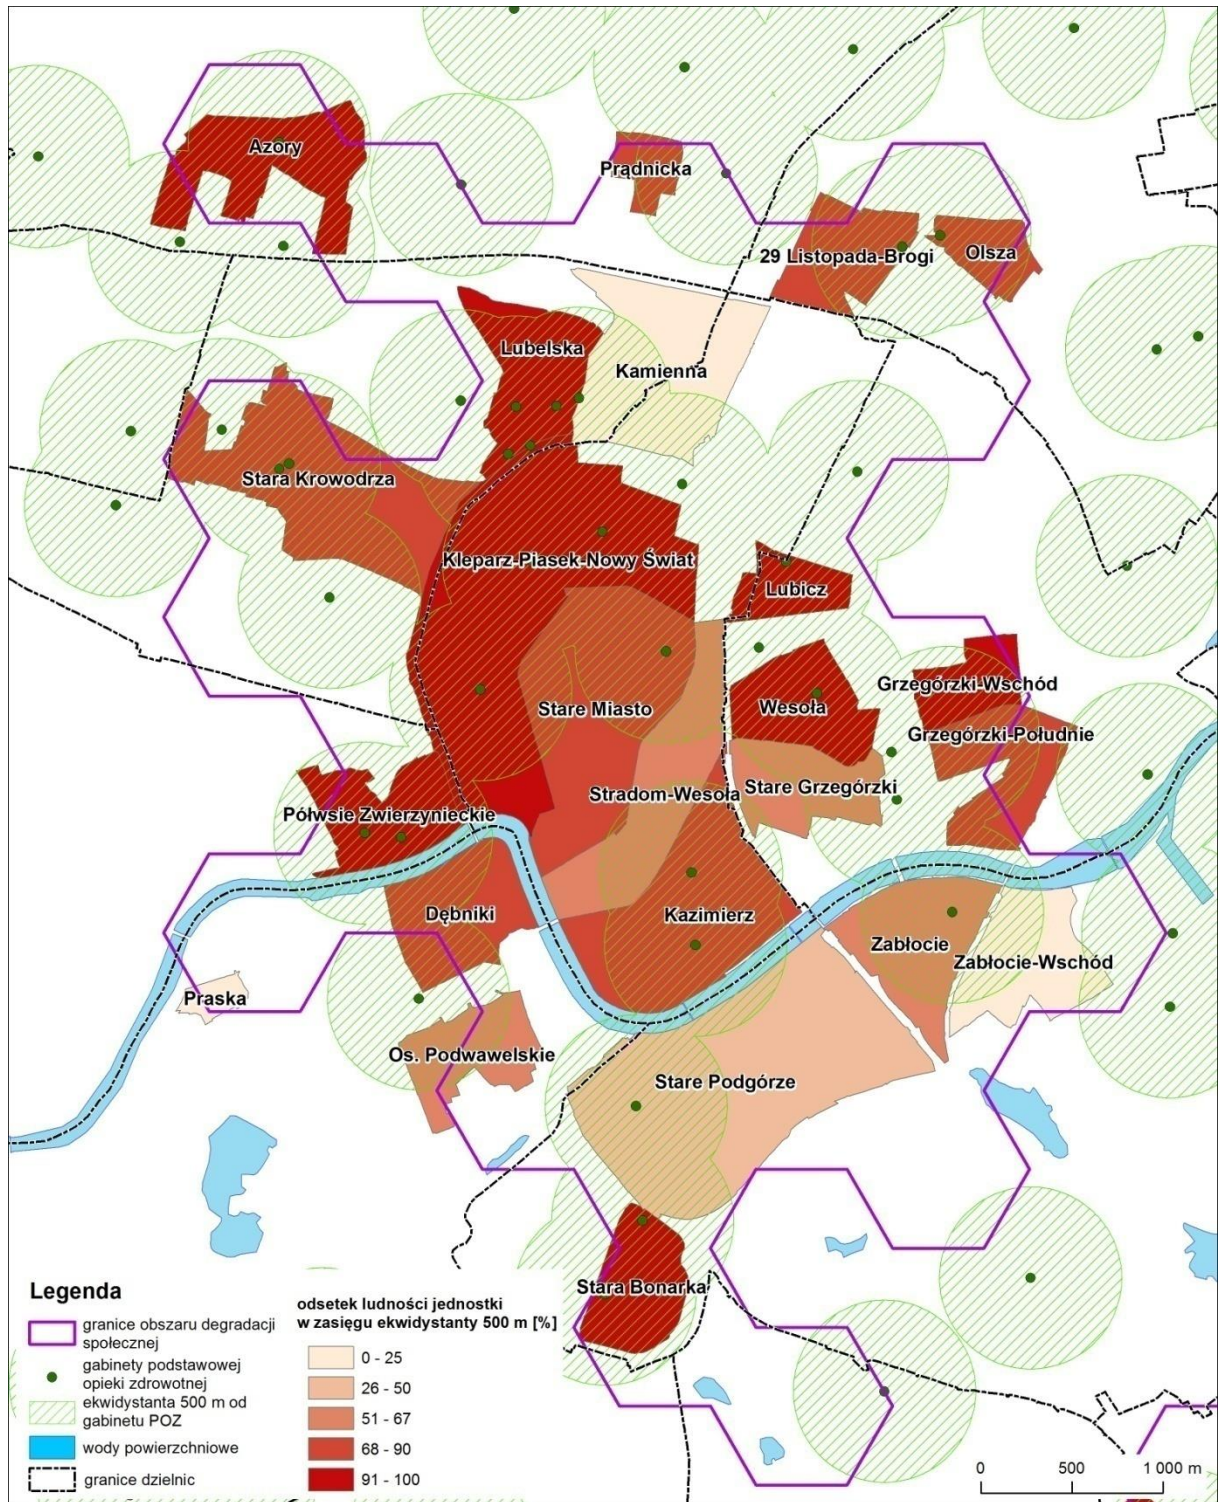 Azory
Prądnicka
29 Listopada-Brogi
Olsza
Lubelska
Kamienna
Stara Krowodrza
Kleparz-Piasek-Nowy Świat
Lubicz
Grzegórzki-Wschód
Stare Miasto
Wesoła
Grzegórzki-Południe
Stradom-Wesoła
Stare Grzegórzki
Półwsie Zwierzynieckie
Dębniki
Kazimierz
Zabłocie
Zabłocie-Wschód
Praska
Os. Podwawelskie
Stare Podgórze
Stara Bonarka
Legenda
granice obszaru degradacji
społecznej
gabinety podstawowej
opieki zdrowotnej
ekwidystanta 500 m od
gabinetu POZ
wody powierzchniowe
granice dzielnic
odsetek ludności jednostki
w zasięgu ekwidystanty 500 m [%]
0 - 25
26 - 50
51 - 67
68 - 90
91 - 100
0 500 1 000 m